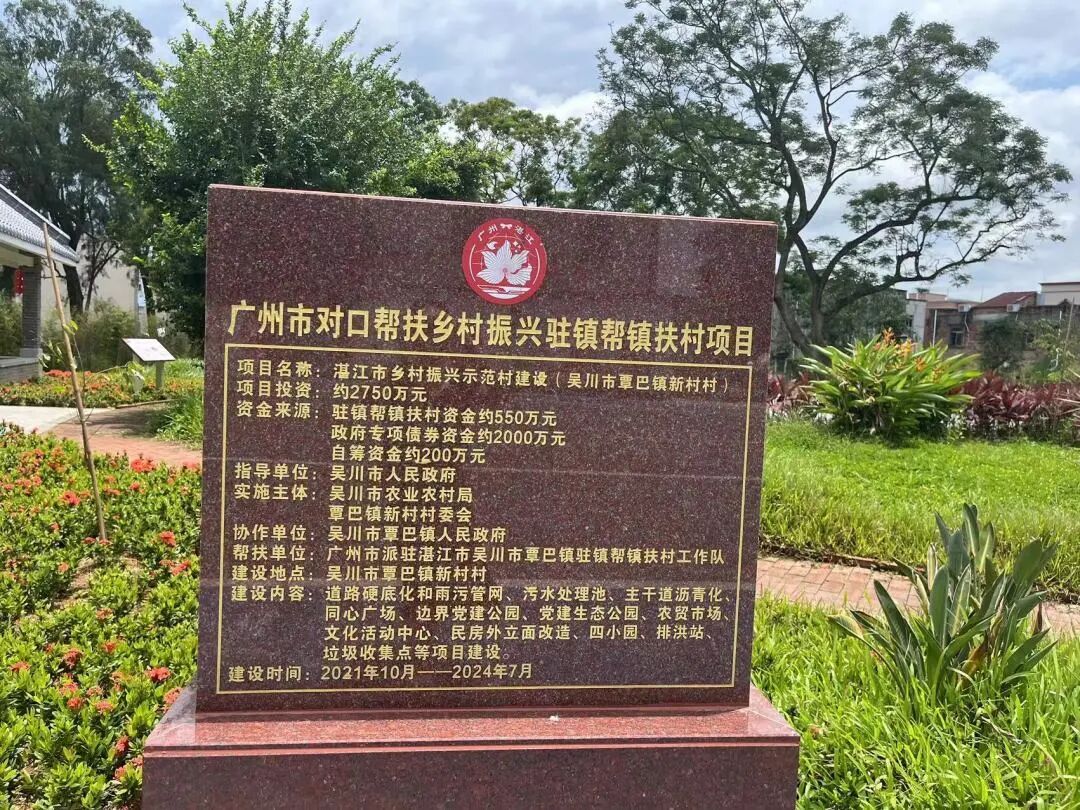 广州 湛江
广州市对口帮扶乡村振兴驻镇帮镇扶村项目
项目名称：湛江市乡村振兴示范村建设（吴川市覃巴镇新村村）
项目投资：约2750万元
资金来源：驻镇帮镇扶村资金约550万元
政府专项债券资金约2000万元
自筹资金约200万元
指导单位：吴川市人民政府
实施主体：吴川市农业农村局
覃巴镇新村村委会
协作单位：吴川市覃巴镇人民政府
帮扶单位：广州市派驻湛江市吴川市覃巴镇驻镇帮镇扶村工作队
建设地点：吴川市覃巴镇新村村
建设内容：道路硬底化和雨污管网、污水处理池、主干道沥青化、
同心广场、边界党建公园、党建生态公园、农贸市场、
文化活动中心、民房外立面改造、四小园、排洪站、
垃圾收集点等项目建设。
建设时间：2021年10月——2024年7月